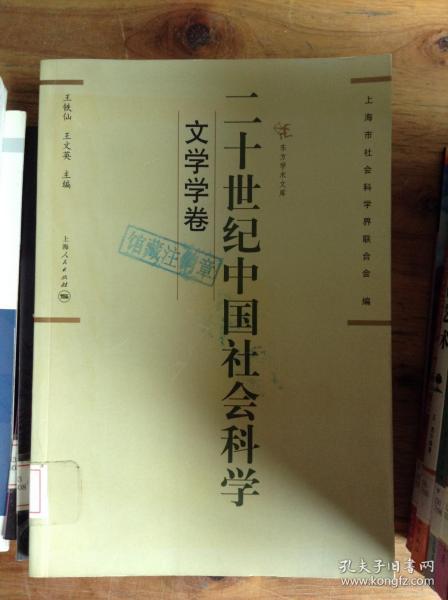 上海市社会科学界联合会 编
东方学术文库
二十世纪中国社会科学
文学学卷
王铁仙 王文英 主编
上海人民出版社
馆藏注销章
孔夫子旧书网
www.kongfz.com